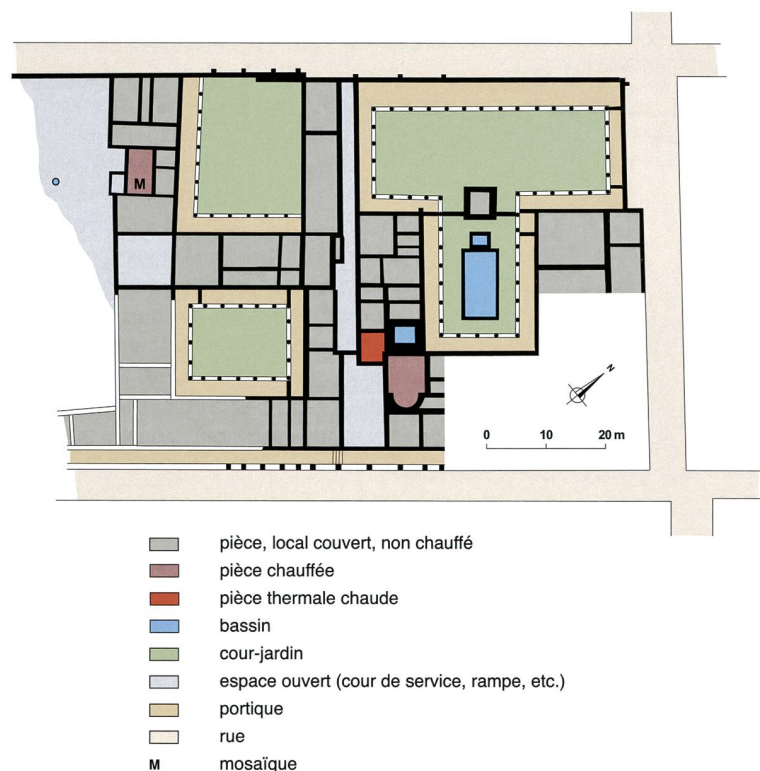 M
N
0 10 20 m
pièce, local couvert, non chauffé
pièce chauffée
pièce thermale chaude
bassin
cour-jardin
espace ouvert (cour de service, rampe, etc.)
portique
rue
M mosaïque